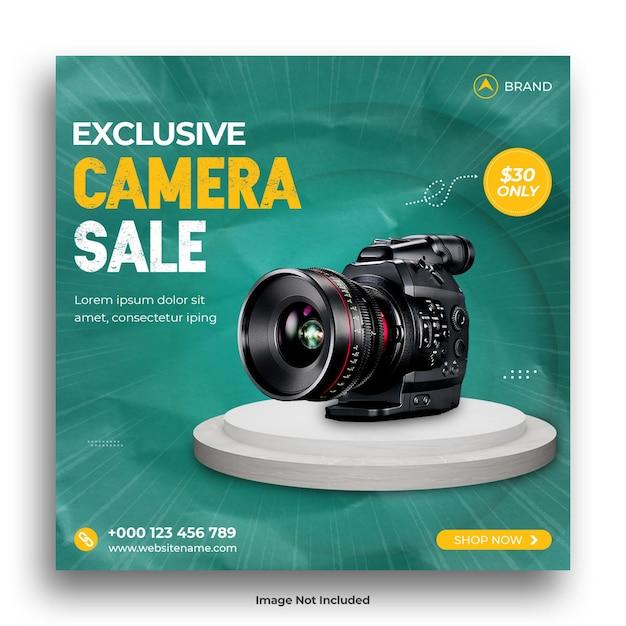 BRAND
EXCLUSIVE
CAMERA
SALE
$30
ONLY
Lorem ipsum dolor sit
amet, consectetur iping
+000 123 456 789
www.websitename.com
SHOP NOW
Image Not Included